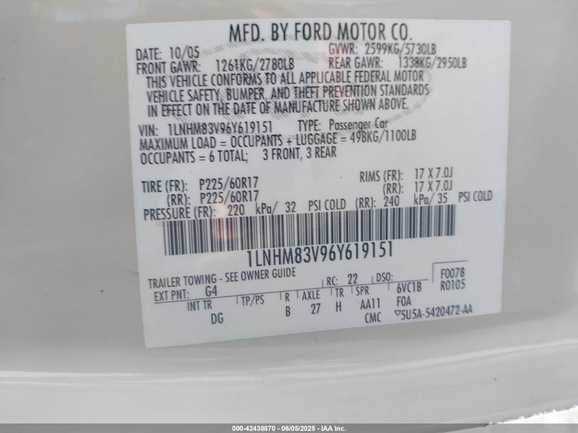 MFD. BY FORD MOTOR CO.
DATE: 10/05 GVWR: 2599KG/5730LB
FRONT GAWR: 1261KG/2780LB REAR GAWR: 1338KG/2950LB
THIS VEHICLE CONFORMS TO ALL APPLICABLE FEDERAL MOTOR
VEHICLE SAFETY, BUMPER, AND THEFT PREVENTION STANDARDS
IN EFFECT ON THE DATE OF MANUFACTURE SHOWN ABOVE.
VIN: 1LNHM83V96Y619151 TYPE: Passenger Car
MAXIMUM LOAD = OCCUPANTS + LUGGAGE = 498KG/1100LB
OCCUPANTS = 6 TOTAL; 3 FRONT, 3 REAR
TIRE (FR): P225/60R17 RIMS (FR): 17 X 7.0J
(RR): P225/60R17 (RR): 17 X 7.0J
PRESSURE (FR): 220 kPa/ 32 PSI COLD (RR): 240 kPa/ 35 PSI COLD
1LNHM83V96Y619151
TRAILER TOWING - SEE OWNER GUIDE
EXT PNT: G4 RC: 22 DSO: F0078
INT TR TP/PS R AXLE TR SPR 6VC1B R0105
DG B 27 H AA11 F0A
CMC ▽5U5A-5420472-AA
000-42438670 - 06/05/2025 - IAA Inc.